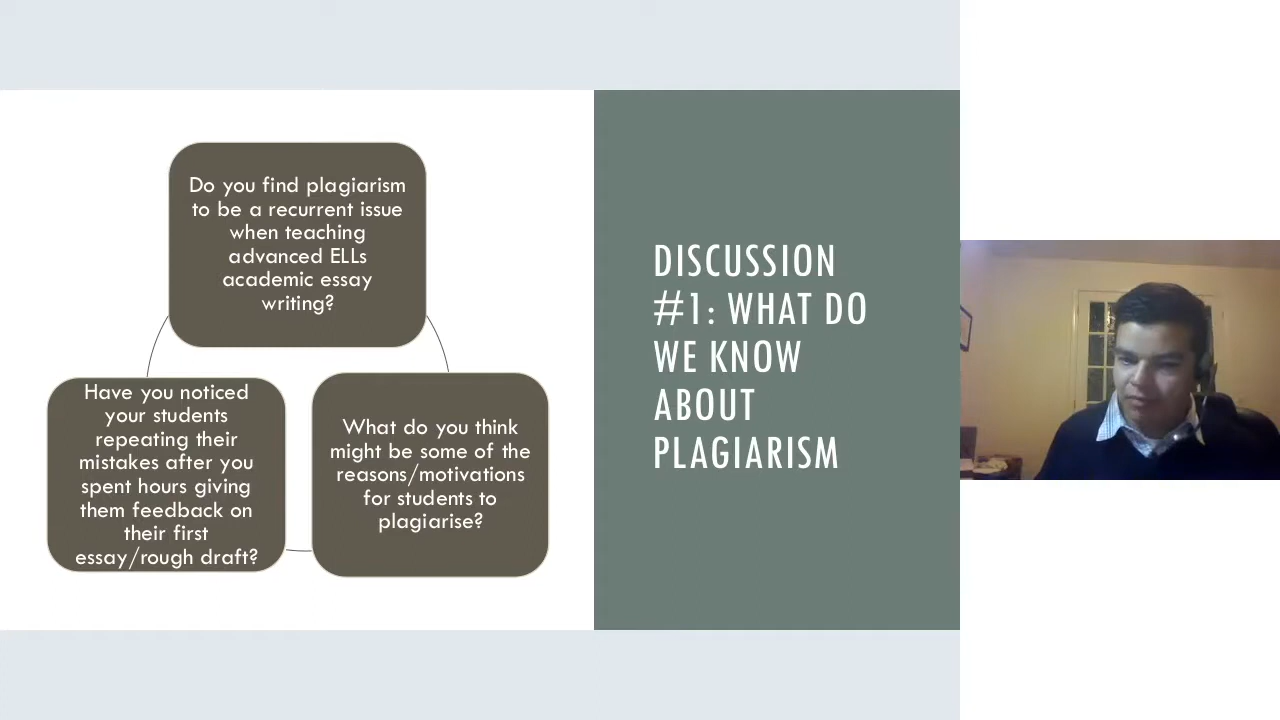 Do you find plagiarism
to be a recurrent issue
when teaching
advanced ELLs
academic essay
writing?
Have you noticed
your students
repeating their
mistakes after you
spent hours giving
them feedback on
their first
essay/rough draft?
What do you think
might be some of the
reasons/motivations
for students to
plagiarise?
DISCUSSION
#1: WHAT DO
WE KNOW
ABOUT
PLAGIARISM